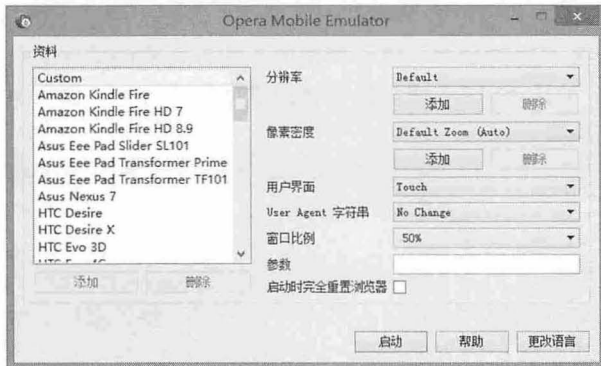 Opera Mobile Emulator
资料
Custom
Amazon Kindle Fire
Amazon Kindle Fire HD 7
Amazon Kindle Fire HD 8.9
Asus Eee Pad Slider SL101
Asus Eee Pad Transformer Prime
Asus Eee Pad Transformer TF101
Asus Nexus 7
HTC Desire
HTC Desire X
HTC Evo 3D
添加 删除
分辨率 Default
添加 删除
像素密度 Default Zoom (Auto)
添加 删除
用户界面 Touch
User Agent 字符串 No Change
窗口比例 50%
参数
启动时完全重置浏览器
启动 帮助 更改语言